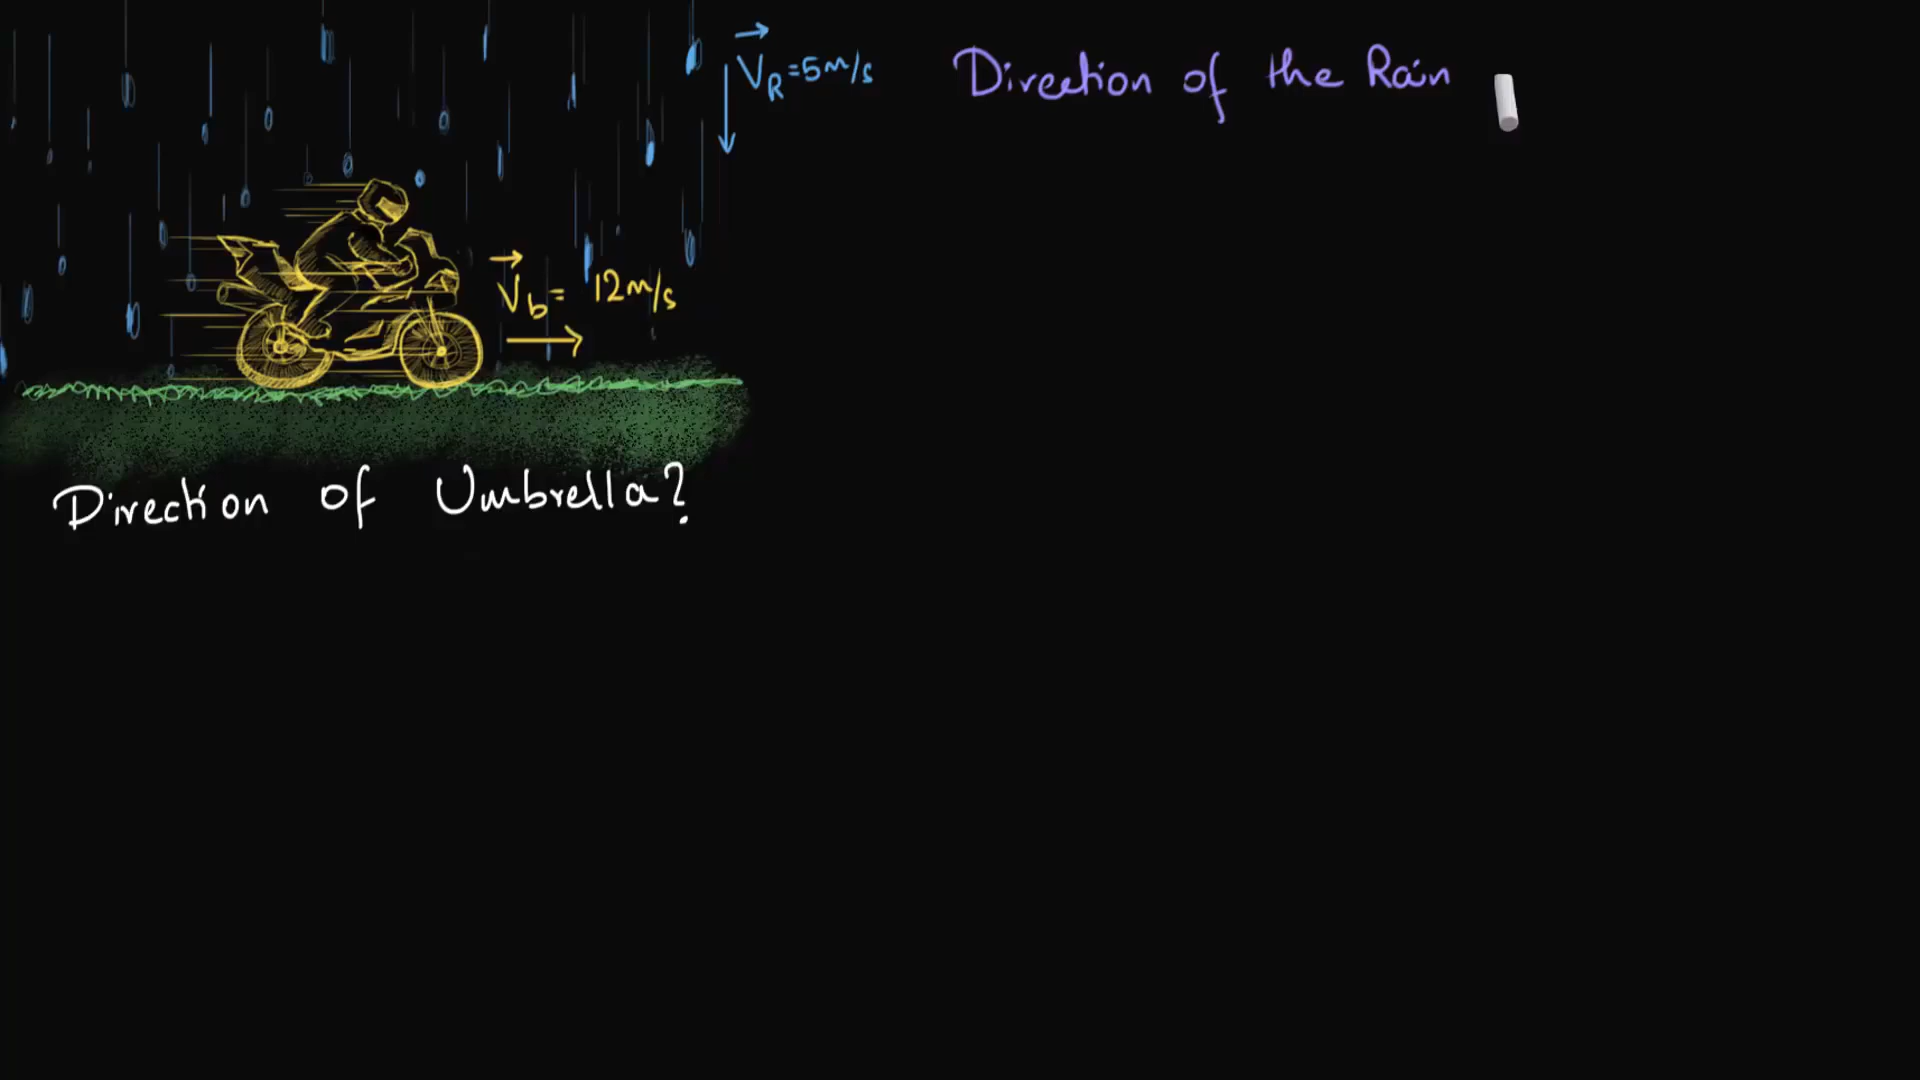 V_R = 5m/s
Direction of the Rain
V_b = 12m/s
Direction of Umbrella?